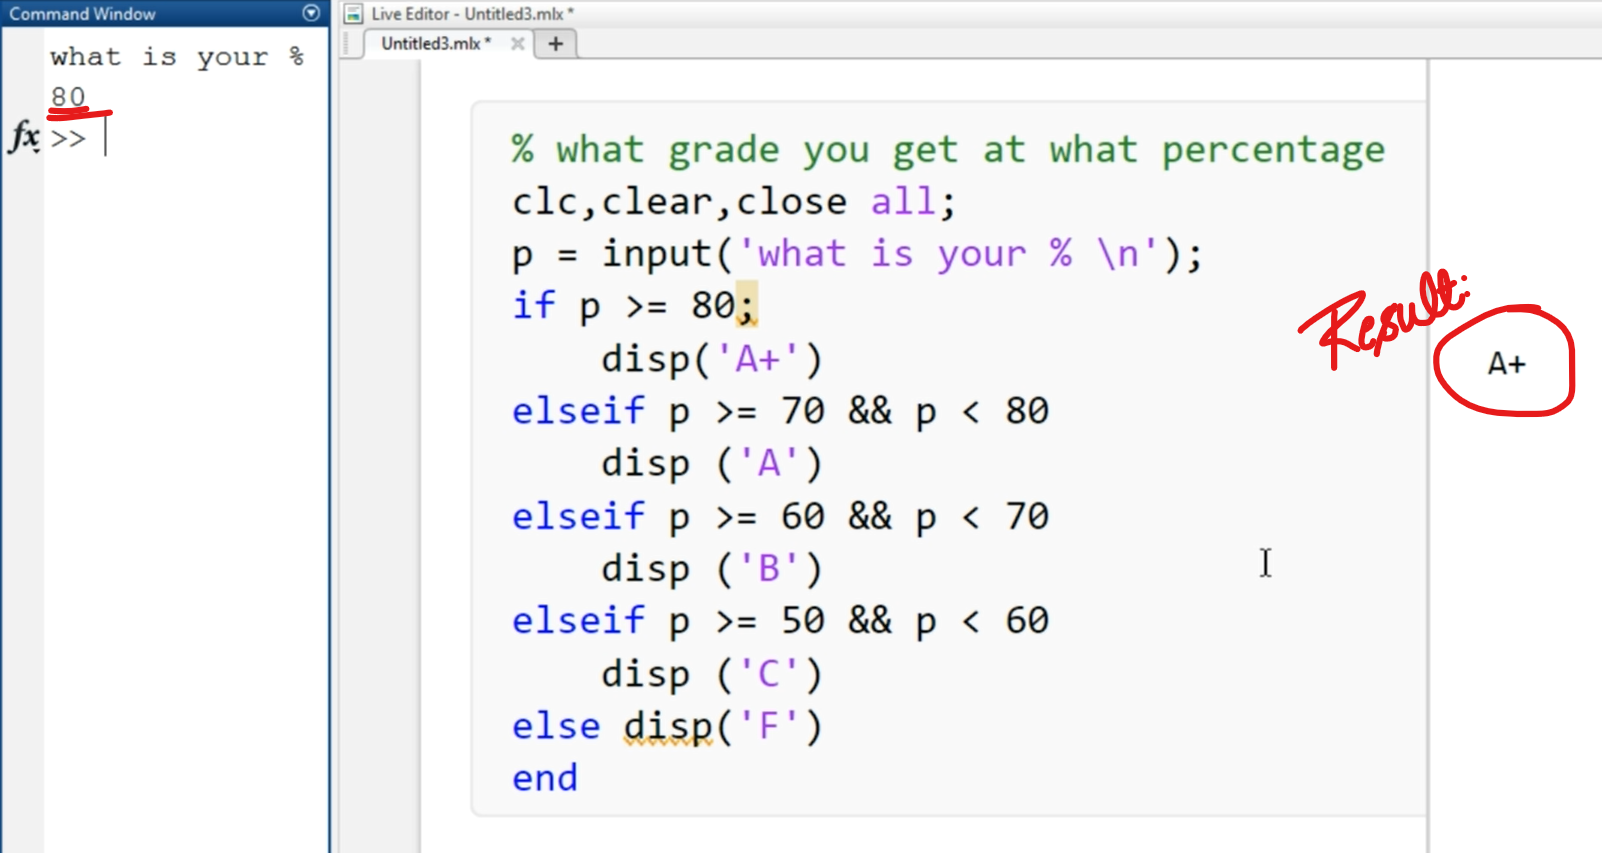 Command Window
what is your %
80
fx >>
Live Editor - Untitled3.mlx *
Untitled3.mlx * × +
% what grade you get at what percentage
clc,clear,close all;
p = input('what is your % \n');
if p >= 80;
    disp('A+')
elseif p >= 70 && p < 80
    disp ('A')
elseif p >= 60 && p < 70
    disp ('B')
elseif p >= 50 && p < 60
    disp ('C')
else disp('F')
end
Result:
A+